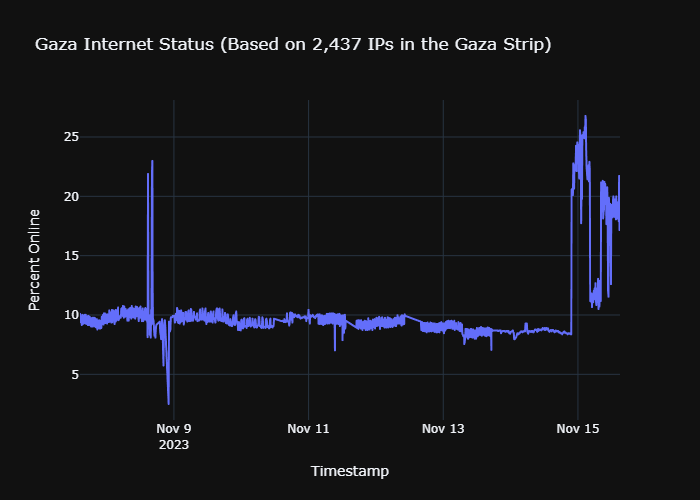 Gaza Internet Status (Based on 2,437 IPs in the Gaza Strip)
25
20
15
10
5
Percent Online
Nov 9
2023
Nov 11
Nov 13
Nov 15
Timestamp